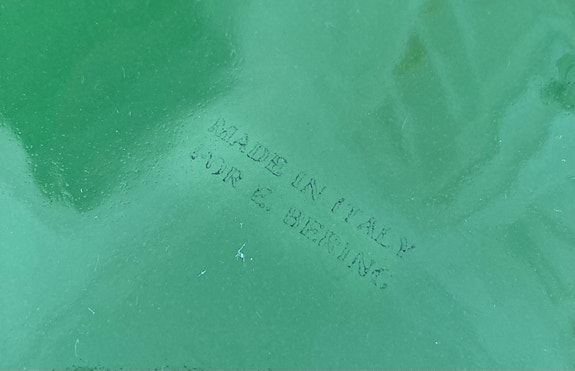 MADE IN ITALY
FOR E. BERING